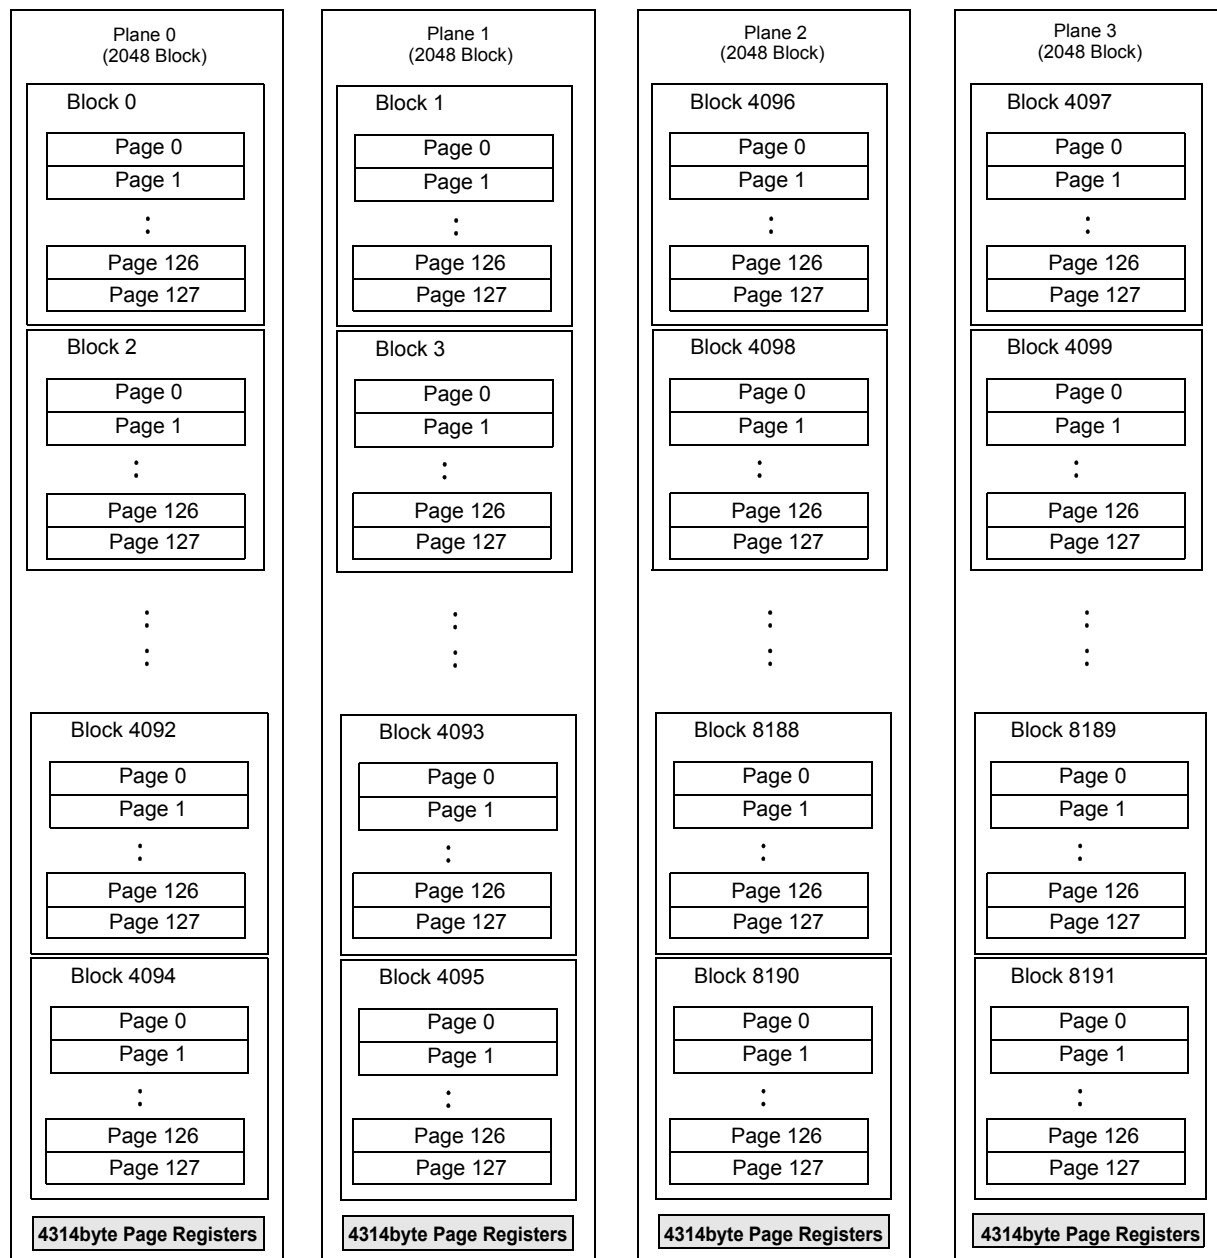 Plane 0
(2048 Block)
Block 0
Page 0
Page 1
Page 126
Page 127
Block 2
Page 0
Page 1
Page 126
Page 127
Block 4092
Page 0
Page 1
Page 126
Page 127
Block 4094
Page 0
Page 1
Page 126
Page 127
4314byte Page Registers
Plane 1
(2048 Block)
Block 1
Page 0
Page 1
Page 126
Page 127
Block 3
Page 0
Page 1
Page 126
Page 127
Block 4093
Page 0
Page 1
Page 126
Page 127
Block 4095
Page 0
Page 1
Page 126
Page 127
4314byte Page Registers
Plane 2
(2048 Block)
Block 4096
Page 0
Page 1
Page 126
Page 127
Block 4098
Page 0
Page 1
Page 126
Page 127
Block 8188
Page 0
Page 1
Page 126
Page 127
Block 8190
Page 0
Page 1
Page 126
Page 127
4314byte Page Registers
Plane 3
(2048 Block)
Block 4097
Page 0
Page 1
Page 126
Page 127
Block 4099
Page 0
Page 1
Page 126
Page 127
Block 8189
Page 0
Page 1
Page 126
Page 127
Block 8191
Page 0
Page 1
Page 126
Page 127
4314byte Page Registers